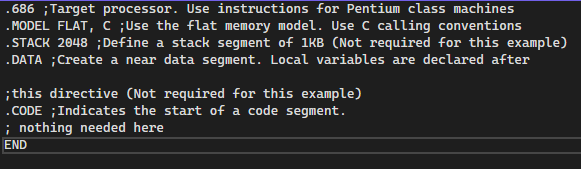 .686 ;Target processor. Use instructions for Pentium class machines
.MODEL FLAT, C ;Use the flat memory model. Use C calling conventions
.STACK 2048 ;Define a stack segment of 1KB (Not required for this example)
.DATA ;Create a near data segment. Local variables are declared after
;this directive (Not required for this example)
.CODE ;Indicates the start of a code segment.
; nothing needed here
END